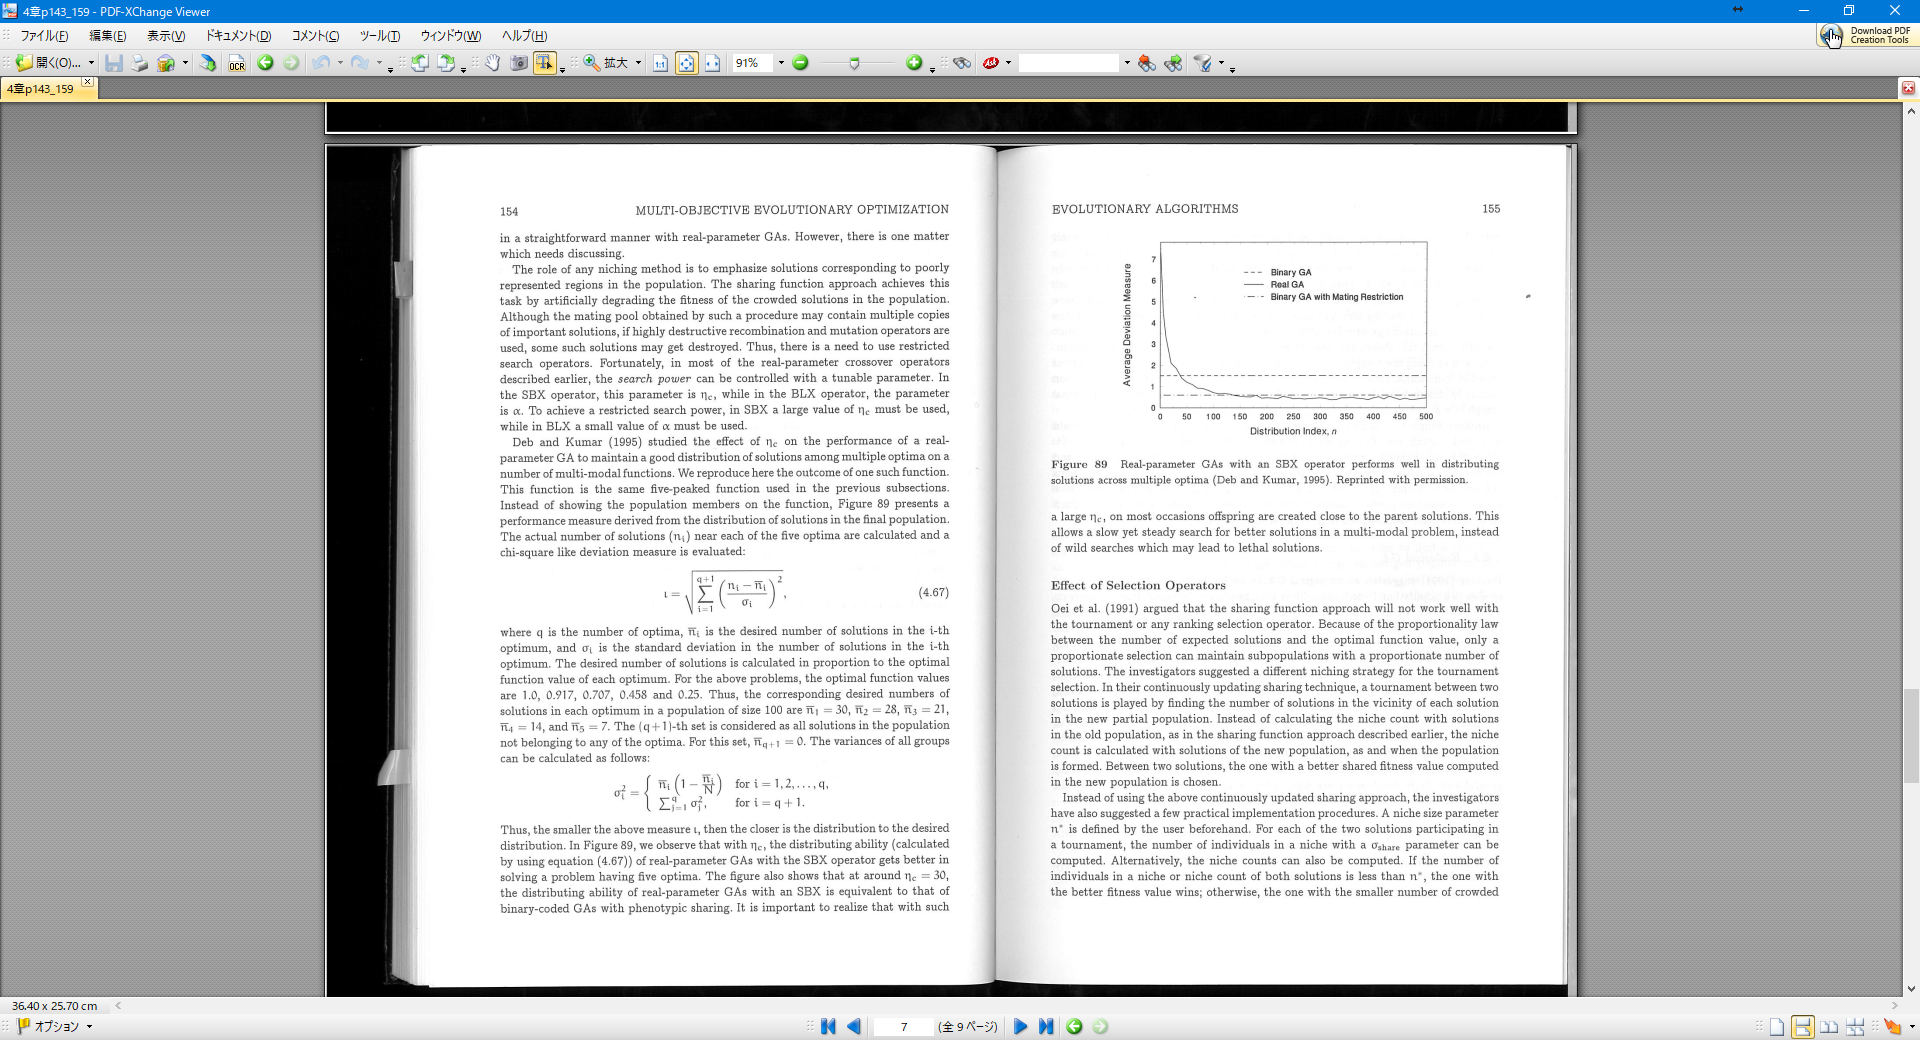 4章p143_159 - PDF-XChange Viewer
ファイル(F) 編集(E) 表示(V) ドキュメント(D) コメント(C) ツール(T) ウィンドウ(W) ヘルプ(H)
Download PDF
Creation Tools
開く(O)... OCR 拡大 1:1 91% Ask
4章p143_159
154 MULTI-OBJECTIVE EVOLUTIONARY OPTIMIZATION
in a straightforward manner with real-parameter GAs. However, there is one matter
which needs discussing.
The role of any niching method is to emphasize solutions corresponding to poorly
represented regions in the population. The sharing function approach achieves this
task by artificially degrading the fitness of the crowded solutions in the population.
Although the mating pool obtained by such a procedure may contain multiple copies
of important solutions, if highly destructive recombination and mutation operators are
used, some such solutions may get destroyed. Thus, there is a need to use restricted
search operators. Fortunately, in most of the real-parameter crossover operators
described earlier, the search power can be controlled with a tunable parameter. In
the SBX operator, this parameter is ηc, while in the BLX operator, the parameter
is α. To achieve a restricted search power, in SBX a large value of ηc must be used,
while in BLX a small value of α must be used.
Deb and Kumar (1995) studied the effect of ηc on the performance of a real-
parameter GA to maintain a good distribution of solutions among multiple optima on a
number of multi-modal functions. We reproduce here the outcome of one such function.
This function is the same five-peaked function used in the previous subsections.
Instead of showing the population members on the function, Figure 89 presents a
performance measure derived from the distribution of solutions in the final population.
The actual number of solutions (ni) near each of the five optima are calculated and a
chi-square like deviation measure is evaluated:
ι = √ ∑ i=1 q+1 ( (ni − n̄i) / σi )², (4.67)
where q is the number of optima, n̄i is the desired number of solutions in the i-th
optimum, and σi is the standard deviation in the number of solutions in the i-th
optimum. The desired number of solutions is calculated in proportion to the optimal
function value of each optimum. For the above problems, the optimal function values
are 1.0, 0.917, 0.707, 0.458 and 0.25. Thus, the corresponding desired numbers of
solutions in each optimum in a population of size 100 are n̄1 = 30, n̄2 = 28, n̄3 = 21,
n̄4 = 14, and n̄5 = 7. The (q+1)-th set is considered as all solutions in the population
not belonging to any of the optima. For this set, n̄q+1 = 0. The variances of all groups
can be calculated as follows:
σi² = { n̄i (1 − n̄i/N) for i = 1, 2, . . . , q,
∑ j=1 q σj², for i = q + 1.
Thus, the smaller the above measure ι, then the closer is the distribution to the desired
distribution. In Figure 89, we observe that with ηc, the distributing ability (calculated
by using equation (4.67)) of real-parameter GAs with the SBX operator gets better in
solving a problem having five optima. The figure also shows that at around ηc = 30,
the distributing ability of real-parameter GAs with an SBX is equivalent to that of
binary-coded GAs with phenotypic sharing. It is important to realize that with such
EVOLUTIONARY ALGORITHMS 155
Average Deviation Measure
7
6
5
4
3
2
1
0
Binary GA
Real GA
Binary GA with Mating Restriction
0 50 100 150 200 250 300 350 400 450 500
Distribution Index, n
Figure 89 Real-parameter GAs with an SBX operator performs well in distributing
solutions across multiple optima (Deb and Kumar, 1995). Reprinted with permission.
a large ηc, on most occasions offspring are created close to the parent solutions. This
allows a slow yet steady search for better solutions in a multi-modal problem, instead
of wild searches which may lead to lethal solutions.
Effect of Selection Operators
Oei et al. (1991) argued that the sharing function approach will not work well with
the tournament or any ranking selection operator. Because of the proportionality law
between the number of expected solutions and the optimal function value, only a
proportionate selection can maintain subpopulations with a proportionate number of
solutions. The investigators suggested a different niching strategy for the tournament
selection. In their continuously updating sharing technique, a tournament between two
solutions is played by finding the number of solutions in the vicinity of each solution
in the new partial population. Instead of calculating the niche count with solutions
in the old population, as in the sharing function approach described earlier, the niche
count is calculated with solutions of the new population, as and when the population
is formed. Between two solutions, the one with a better shared fitness value computed
in the new population is chosen.
Instead of using the above continuously updated sharing approach, the investigators
have also suggested a few practical implementation procedures. A niche size parameter
n* is defined by the user beforehand. For each of the two solutions participating in
a tournament, the number of individuals in a niche with a σshare parameter can be
computed. Alternatively, the niche counts can also be computed. If the number of
individuals in a niche or niche count of both solutions is less than n*, the one with
the better fitness value wins; otherwise, the one with the smaller number of crowded
36.40 x 25.70 cm
オプション 7 (全 9 ページ)